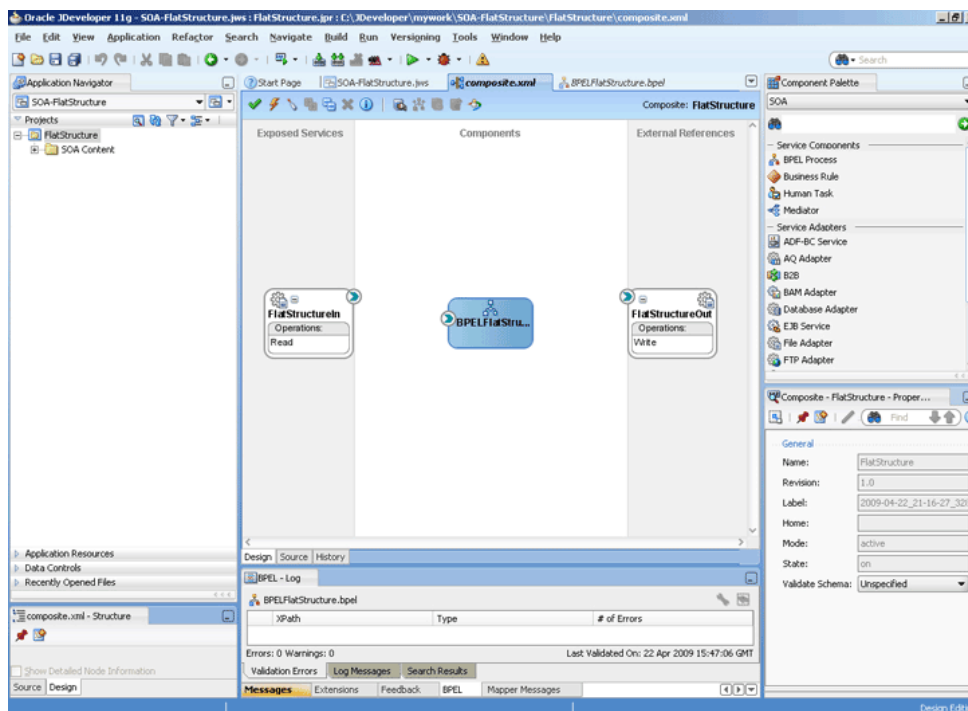 Oracle JDeveloper 11g - SOA-FlatStructure.jws : FlatStructure.jpr : C:\JDeveloper\mywork\SOA-FlatStructure\FlatStructure\composite.xml
File Edit View Application Refactor Search Navigate Build Run Versioning Tools Window Help
Search
Application Navigator
SOA-FlatStructure
Projects
FlatStructure
SOA Content
Application Resources
Data Controls
Recently Opened Files
composite.xml - Structure
Show Detailed Node Information
Source Design
Start Page SOA-FlatStructure.jws composite.xml BPELFlatStructure.bpel
Composite: FlatStructure
Exposed Services Components External References
FlatStructureIn
Operations:
Read
BPELFlatStru...
FlatStructureOut
Operations:
Write
Design Source History
BPEL - Log
BPELFlatStructure.bpel
XPath Type # of Errors
Errors: 0 Warnings: 0 Last Validated On: 22 Apr 2009 15:47:06 GMT
Validation Errors Log Messages Search Results
Messages Extensions Feedback BPEL Mapper Messages
Component Palette
SOA
Service Components
BPEL Process
Business Rule
Human Task
Mediator
Service Adapters
ADF-BC Service
AQ Adapter
B2B
BAM Adapter
Database Adapter
EJB Service
File Adapter
FTP Adapter
Composite - FlatStructure - Proper...
Find
General
Name: FlatStructure
Revision: 1.0
Label: 2009-04-22_21-16-27_328
Home:
Mode: active
State: on
Validate Schema: Unspecified
Design Editi